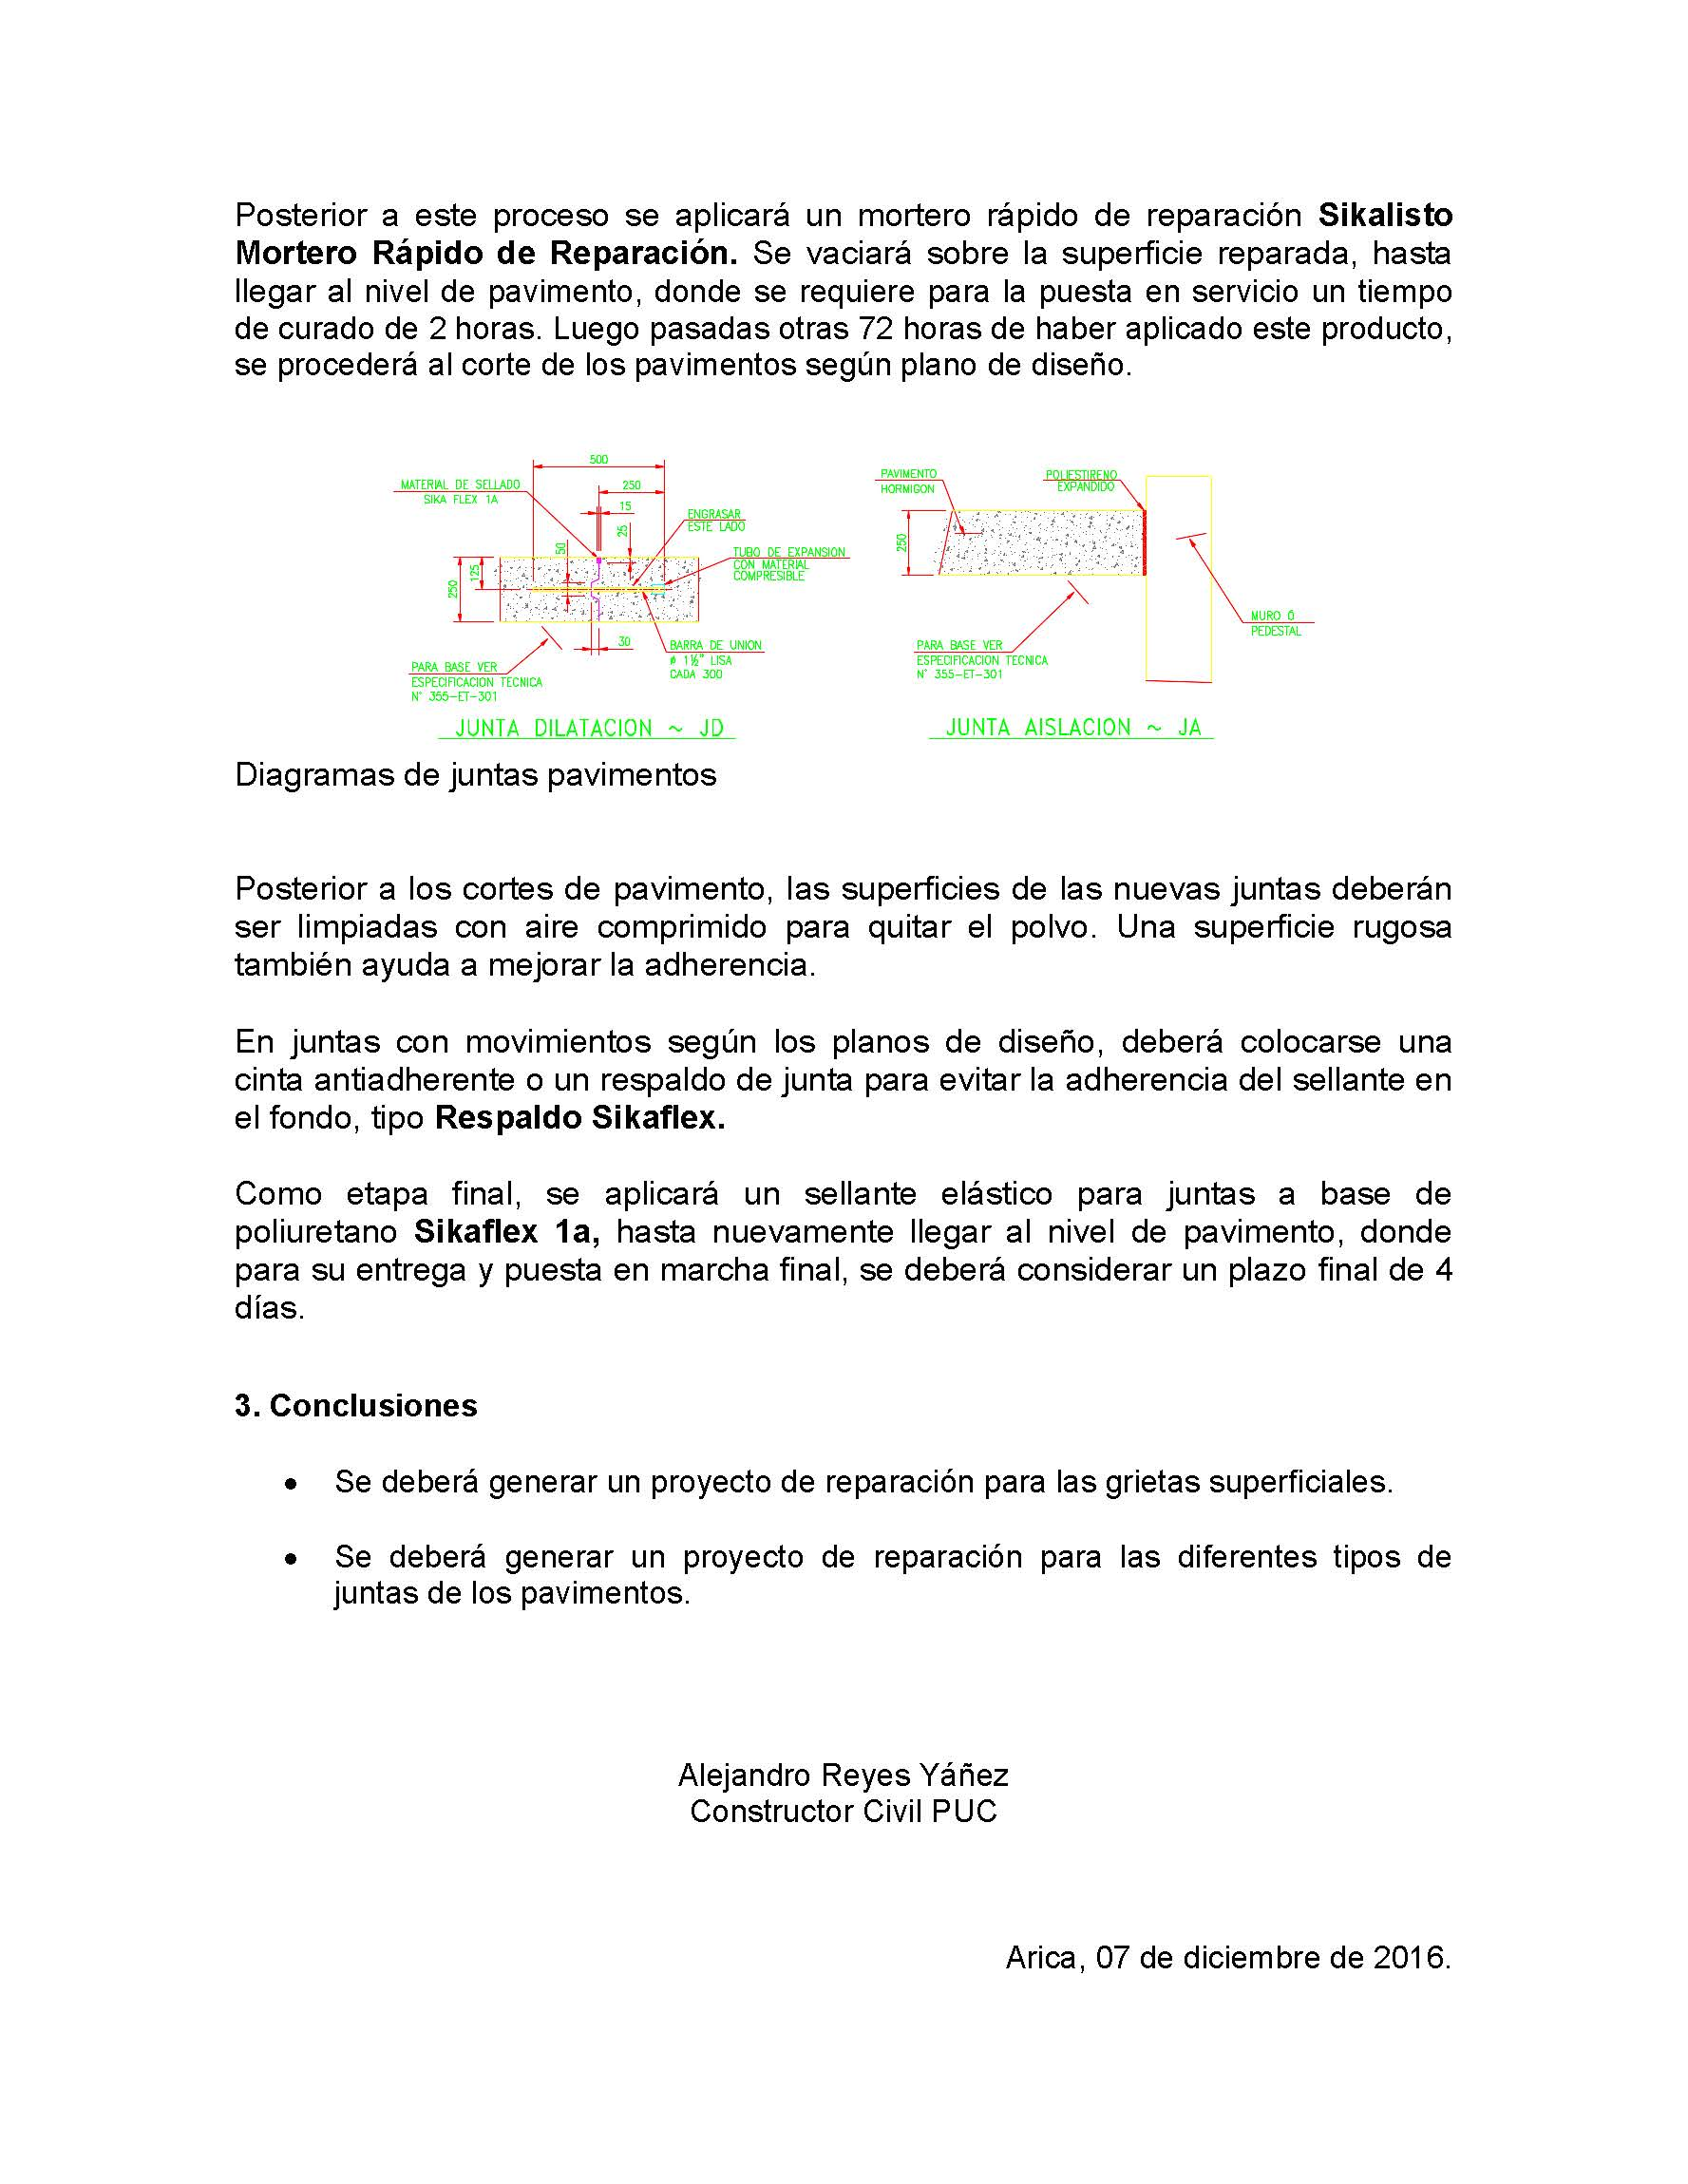 Posterior a este proceso se aplicará un mortero rápido de reparación Sikalisto
Mortero Rápido de Reparación. Se vaciará sobre la superficie reparada, hasta
llegar al nivel de pavimento, donde se requiere para la puesta en servicio un tiempo
de curado de 2 horas. Luego pasadas otras 72 horas de haber aplicado este producto,
se procederá al corte de los pavimentos según plano de diseño.
500
MATERIAL DE SELLADO
SIKA FLEX 1A
250
15
25
50
ENGRASAR
ESTE LADO
TUBO DE EXPANSION
CON MATERIAL
COMPRESIBLE
125
250
30
BARRA DE UNION
ø 1½" LISA
CADA 300
PARA BASE VER
ESPECIFICACION TECNICA
N° 355-ET-301
JUNTA DILATACION ~ JD
PAVIMENTO
HORMIGON
POLIESTIRENO
EXPANDIDO
250
MURO Ó
PEDESTAL
PARA BASE VER
ESPECIFICACION TECNICA
N° 355-ET-301
JUNTA AISLACION ~ JA
Diagramas de juntas pavimentos
Posterior a los cortes de pavimento, las superficies de las nuevas juntas deberán
ser limpiadas con aire comprimido para quitar el polvo. Una superficie rugosa
también ayuda a mejorar la adherencia.
En juntas con movimientos según los planos de diseño, deberá colocarse una
cinta antiadherente o un respaldo de junta para evitar la adherencia del sellante en
el fondo, tipo Respaldo Sikaflex.
Como etapa final, se aplicará un sellante elástico para juntas a base de
poliuretano Sikaflex 1a, hasta nuevamente llegar al nivel de pavimento, donde
para su entrega y puesta en marcha final, se deberá considerar un plazo final de 4
días.
3. Conclusiones
• Se deberá generar un proyecto de reparación para las grietas superficiales.
• Se deberá generar un proyecto de reparación para las diferentes tipos de
juntas de los pavimentos.
Alejandro Reyes Yáñez
Constructor Civil PUC
Arica, 07 de diciembre de 2016.